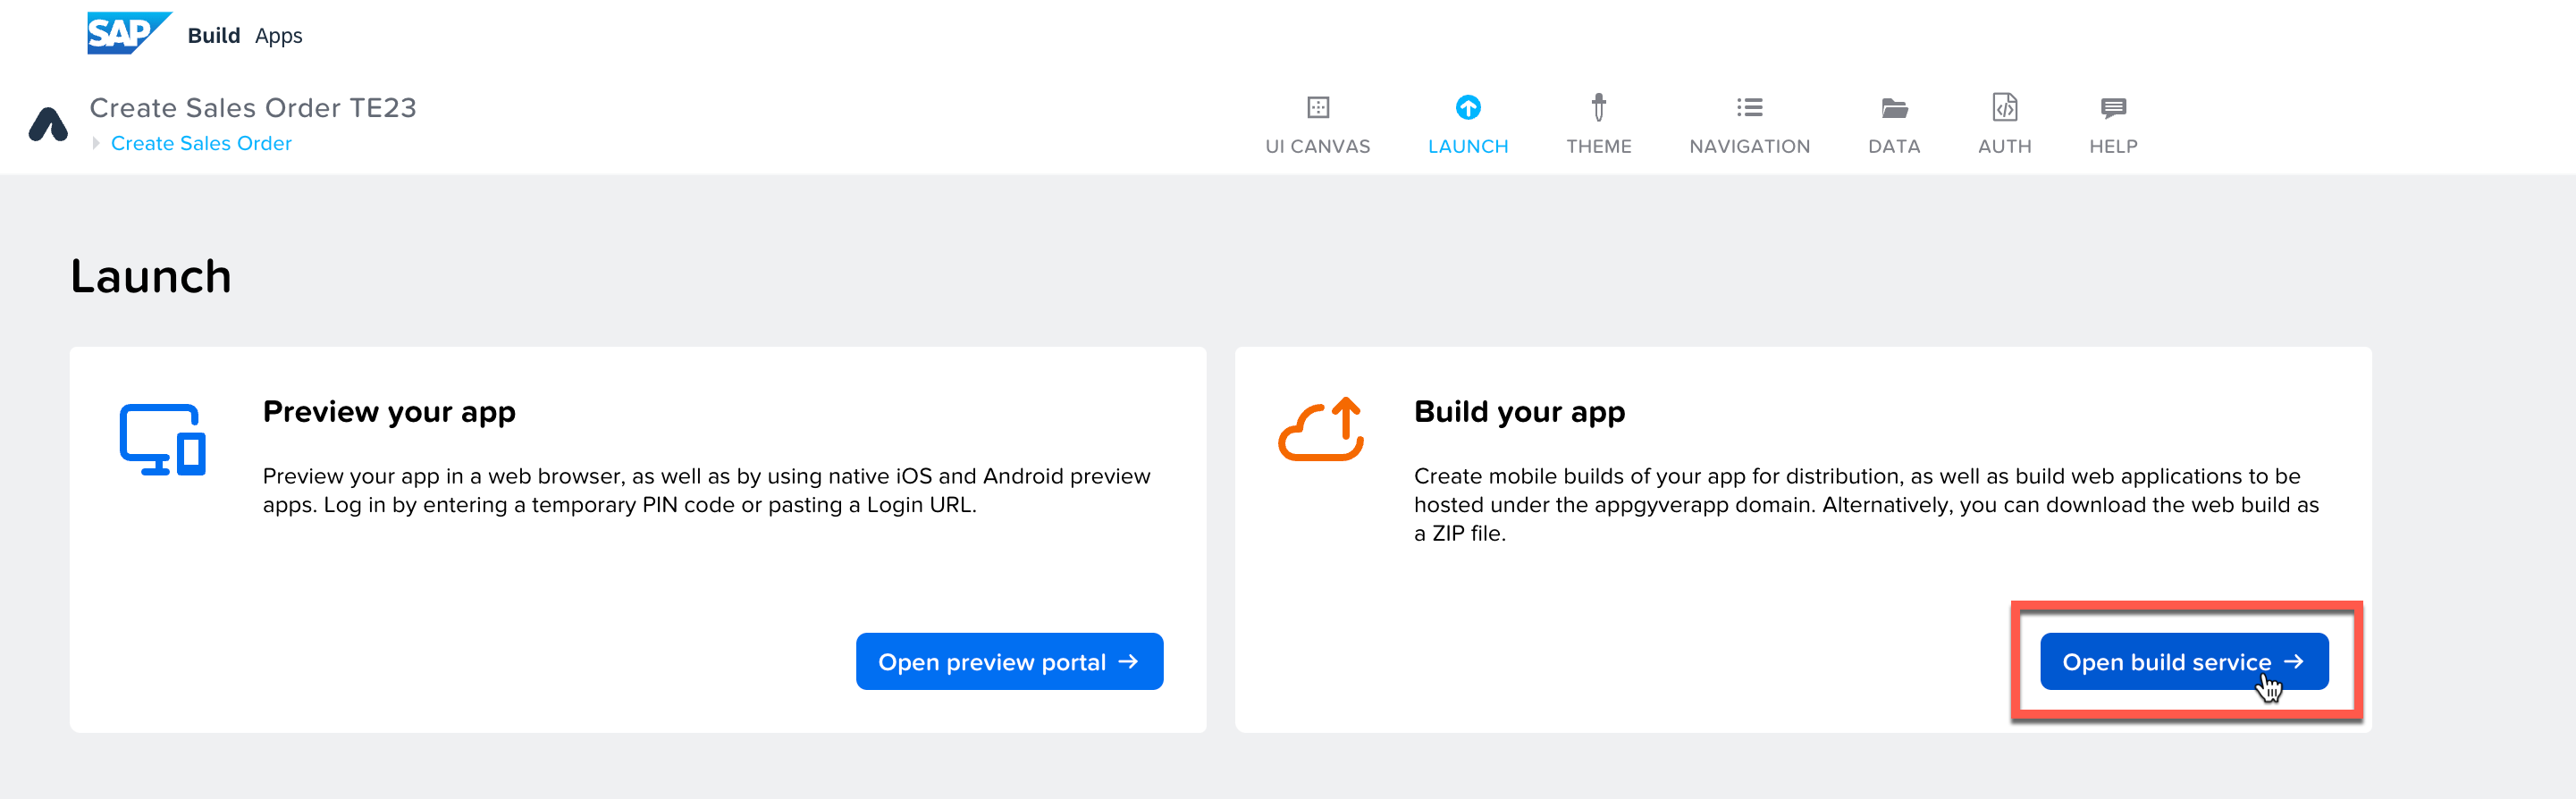 SAP Build Apps
Create Sales Order TE23
Create Sales Order
UI CANVAS
LAUNCH
THEME
NAVIGATION
DATA
AUTH
HELP
Launch
Preview your app
Preview your app in a web browser, as well as by using native iOS and Android preview
apps. Log in by entering a temporary PIN code or pasting a Login URL.
Open preview portal →
Build your app
Create mobile builds of your app for distribution, as well as build web applications to be
hosted under the appgyverapp domain. Alternatively, you can download the web build as
a ZIP file.
Open build service →